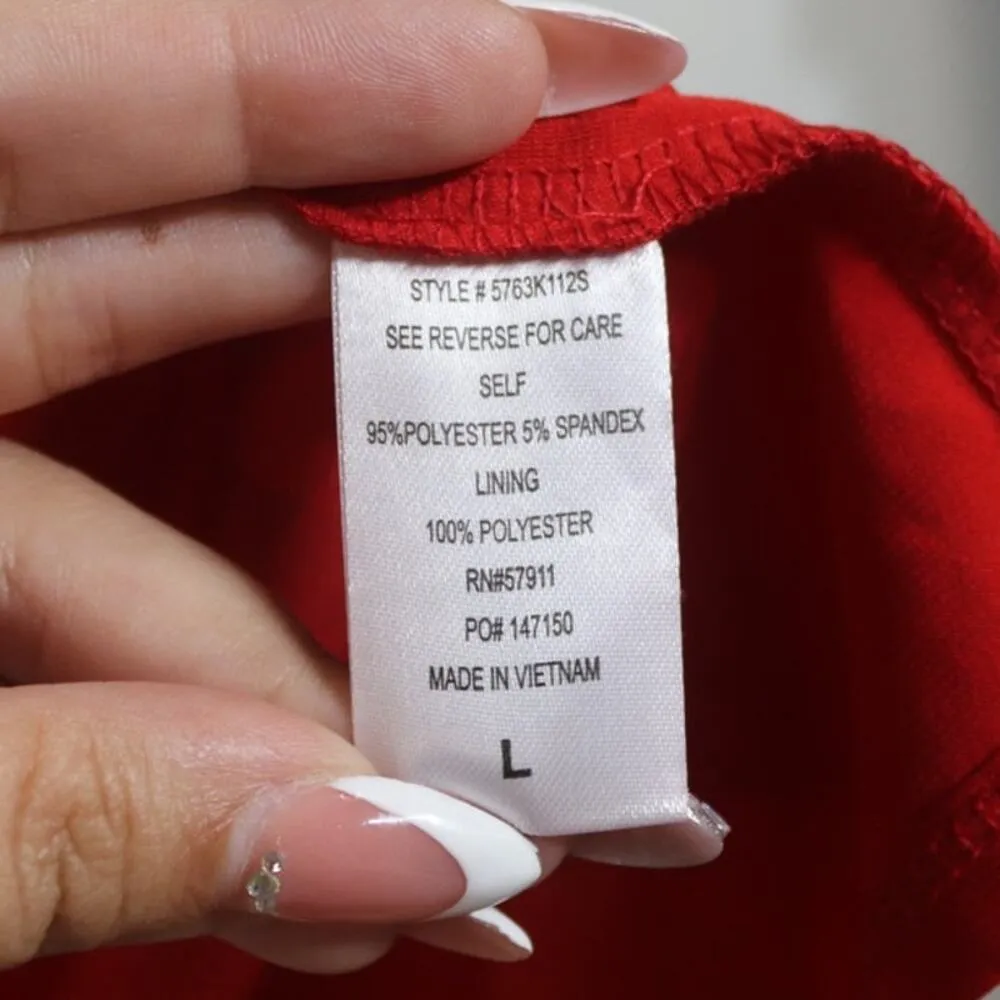 STYLE # 5763K112S
SEE REVERSE FOR CARE
SELF
95%POLYESTER 5% SPANDEX
LINING
100% POLYESTER
RN#57911
PO# 147150
MADE IN VIETNAM
L